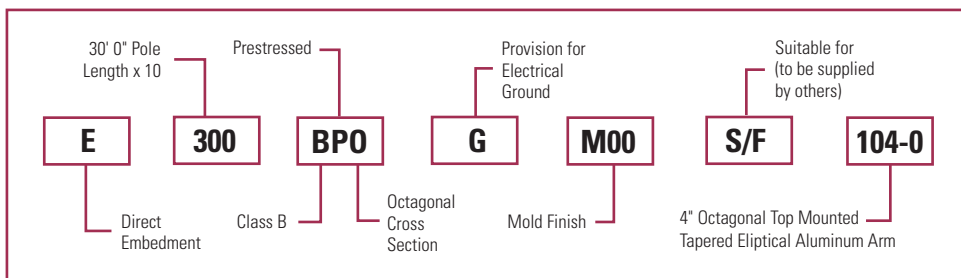 30' 0" Pole
Length x 10
Prestressed
Provision for
Electrical
Ground
Suitable for
(to be supplied
by others)
E
300
BPO
G
M00
S/F
104-0
Direct
Embedment
Class B
Octagonal
Cross
Section
Mold Finish
4" Octagonal Top Mounted
Tapered Eliptical Aluminum Arm